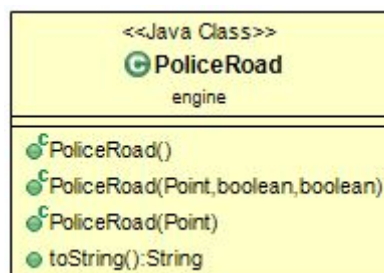 <<Java Class>>
PoliceRoad
engine
PoliceRoad()
PoliceRoad(Point,boolean,boolean)
PoliceRoad(Point)
toString():String